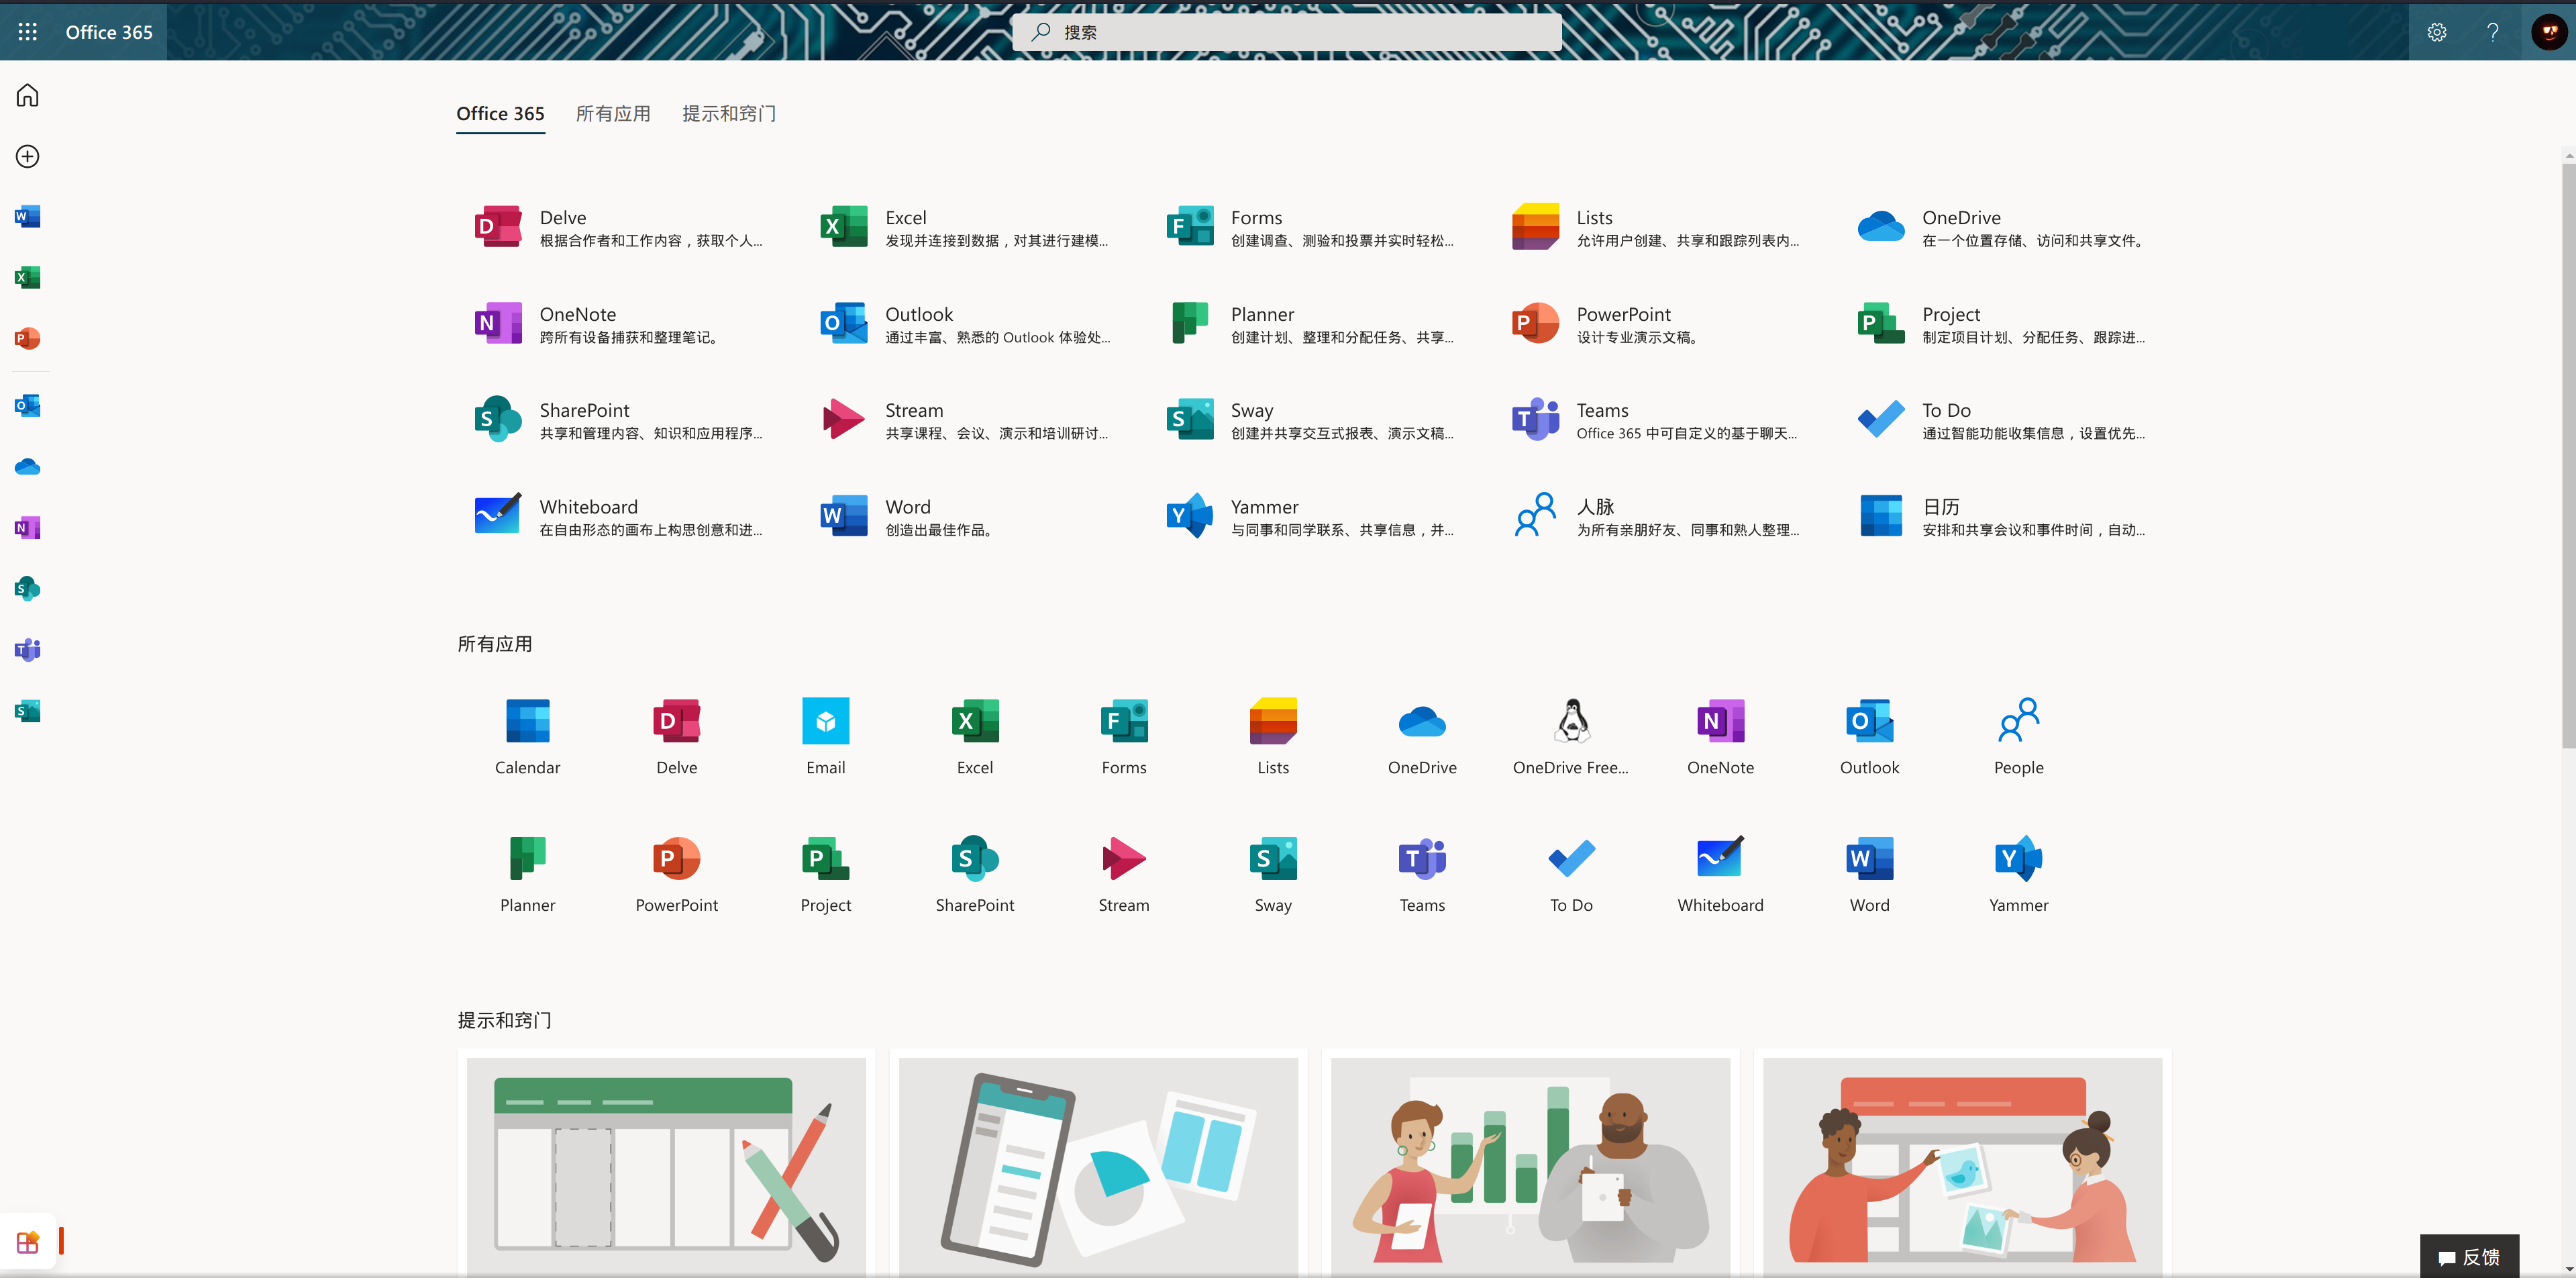 Office 365
搜索
Office 365 所有应用 提示和窍门
Delve
根据合作者和工作内容，获取个人...
Excel
发现并连接到数据，对其进行建模...
Forms
创建调查、测验和投票并实时轻松...
Lists
允许用户创建、共享和跟踪列表内...
OneDrive
在一个位置存储、访问和共享文件。
OneNote
跨所有设备捕获和整理笔记。
Outlook
通过丰富、熟悉的 Outlook 体验处...
Planner
创建计划、整理和分配任务、共享...
PowerPoint
设计专业演示文稿。
Project
制定项目计划、分配任务、跟踪进...
SharePoint
共享和管理内容、知识和应用程序...
Stream
共享课程、会议、演示和培训研讨...
Sway
创建并共享交互式报表、演示文稿...
Teams
Office 365 中可自定义的基于聊天...
To Do
通过智能功能收集信息，设置优先...
Whiteboard
在自由形态的画布上构思创意和进...
Word
创造出最佳作品。
Yammer
与同事和同学联系、共享信息，并...
人脉
为所有亲朋好友、同事和熟人整理...
日历
安排和共享会议和事件时间，自动...
所有应用
Calendar Delve Email Excel Forms Lists OneDrive OneDrive Free... OneNote Outlook People
Planner PowerPoint Project SharePoint Stream Sway Teams To Do Whiteboard Word Yammer
提示和窍门
反馈